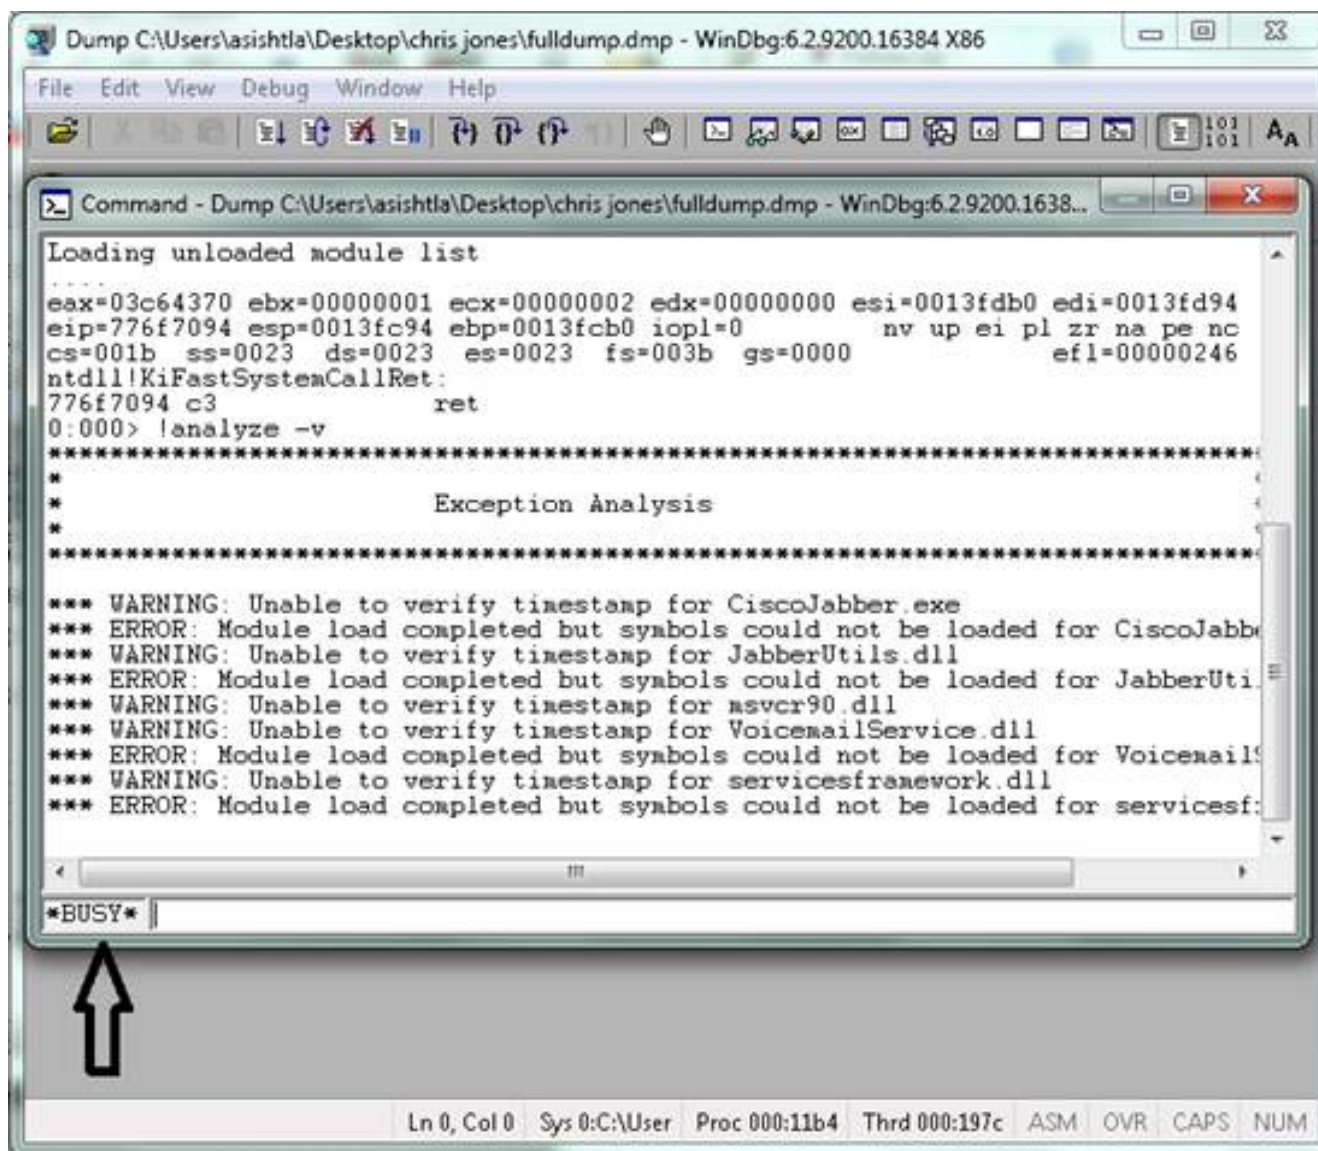 Dump C:\Users\asishtla\Desktop\chris jones\fulldump.dmp - WinDbg:6.2.9200.16384 X86
File Edit View Debug Window Help
101
101
AA
Command - Dump C:\Users\asishtla\Desktop\chris jones\fulldump.dmp - WinDbg:6.2.9200.1638...
Loading unloaded module list
....
eax=03c64370 ebx=00000001 ecx=00000002 edx=00000000 esi=0013fdb0 edi=0013fd94
eip=776f7094 esp=0013fc94 ebp=0013fcb0 iopl=0 nv up ei pl zr na pe nc
cs=001b ss=0023 ds=0023 es=0023 fs=003b gs=0000 efl=00000246
ntdll!KiFastSystemCallRet:
776f7094 c3 ret
0:000> !analyze -v
*******************************************************************************
*
* Exception Analysis
*
*******************************************************************************
*** WARNING: Unable to verify timestamp for CiscoJabber.exe
*** ERROR: Module load completed but symbols could not be loaded for CiscoJabbe
*** WARNING: Unable to verify timestamp for JabberUtils.dll
*** ERROR: Module load completed but symbols could not be loaded for JabberUti.
*** WARNING: Unable to verify timestamp for msvcr90.dll
*** WARNING: Unable to verify timestamp for VoicemailService.dll
*** ERROR: Module load completed but symbols could not be loaded for VoicemailS
*** WARNING: Unable to verify timestamp for servicesframework.dll
*** ERROR: Module load completed but symbols could not be loaded for servicesf
*BUSY*
Ln 0, Col 0 Sys 0:C:\User Proc 000:11b4 Thrd 000:197c ASM OVR CAPS NUM